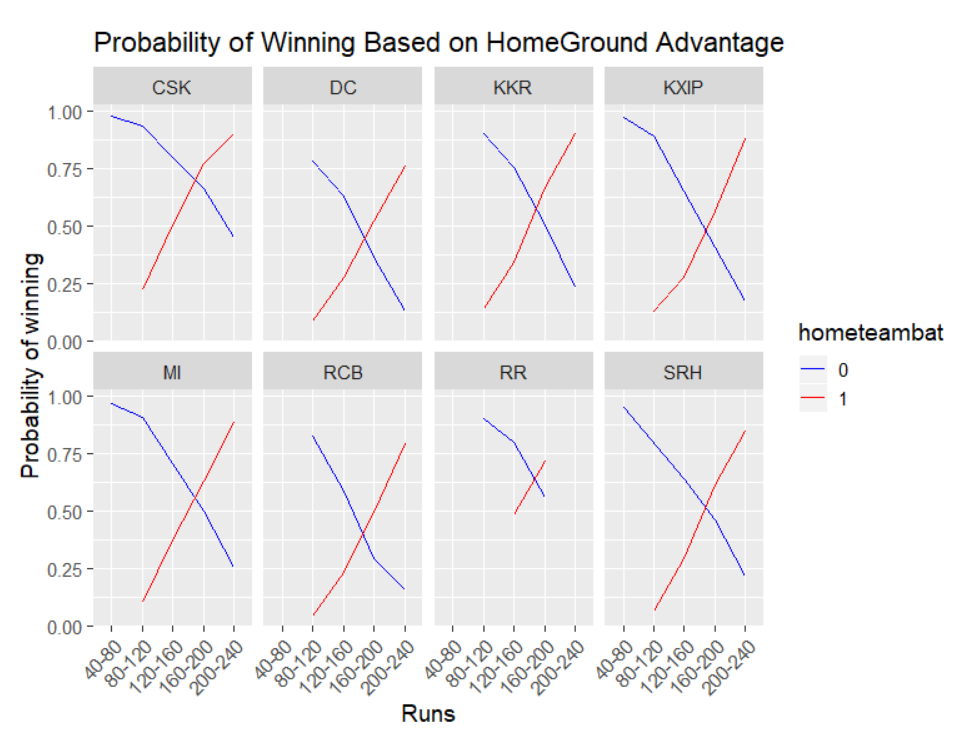 Probability of Winning Based on HomeGround Advantage
CSK DC KKR KXIP
1.00
0.75
0.50
0.25
0.00
MI RCB RR SRH
1.00
0.75
0.50
0.25
0.00
Probability of winning
40-80 80-120 120-160 160-200 200-240 40-80 80-120 120-160 160-200 200-240 40-80 80-120 120-160 160-200 200-240 40-80 80-120 120-160 160-200 200-240
Runs
hometeambat
0
1